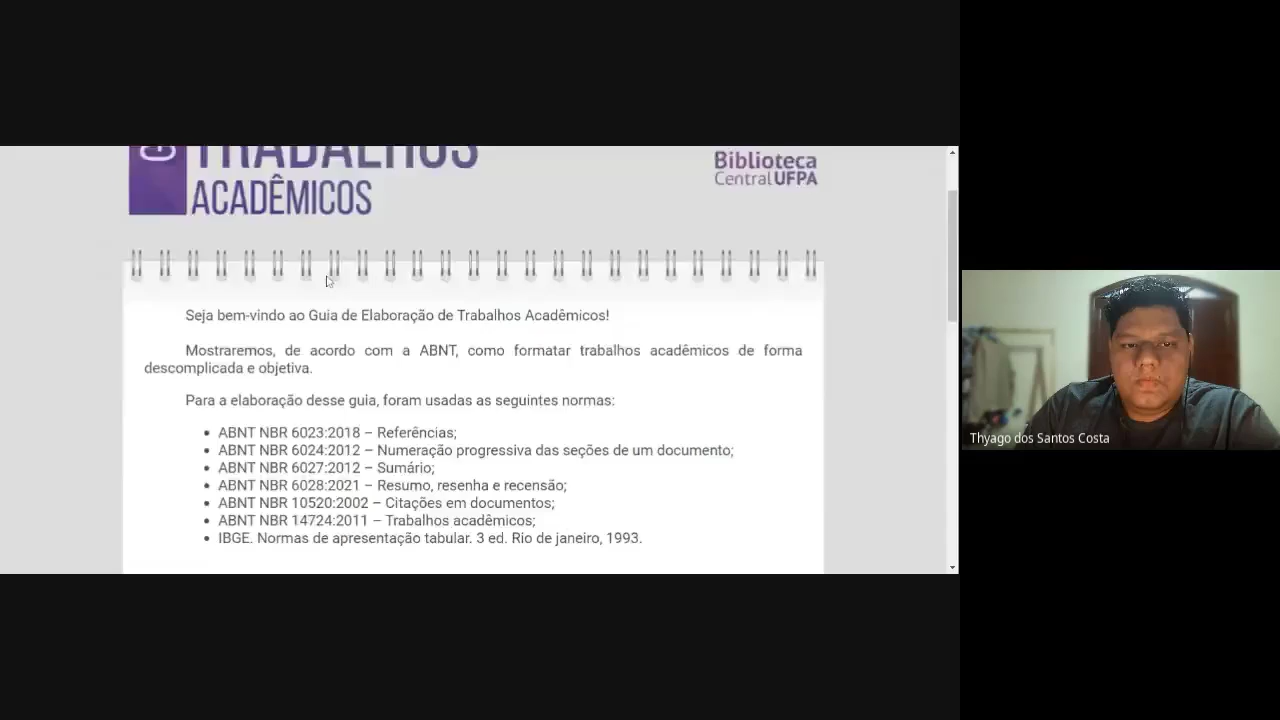 TRABALHOS
ACADÊMICOS
Biblioteca
Central UFPA
Seja bem-vindo ao Guia de Elaboração de Trabalhos Acadêmicos!
Mostraremos, de acordo com a ABNT, como formatar trabalhos acadêmicos de forma
descomplicada e objetiva.
Para a elaboração desse guia, foram usadas as seguintes normas:
• ABNT NBR 6023:2018 – Referências;
• ABNT NBR 6024:2012 – Numeração progressiva das seções de um documento;
• ABNT NBR 6027:2012 – Sumário;
• ABNT NBR 6028:2021 – Resumo, resenha e recensão;
• ABNT NBR 10520:2002 – Citações em documentos;
• ABNT NBR 14724:2011 – Trabalhos acadêmicos;
• IBGE. Normas de apresentação tabular. 3 ed. Rio de janeiro, 1993.
Thyago dos Santos Costa